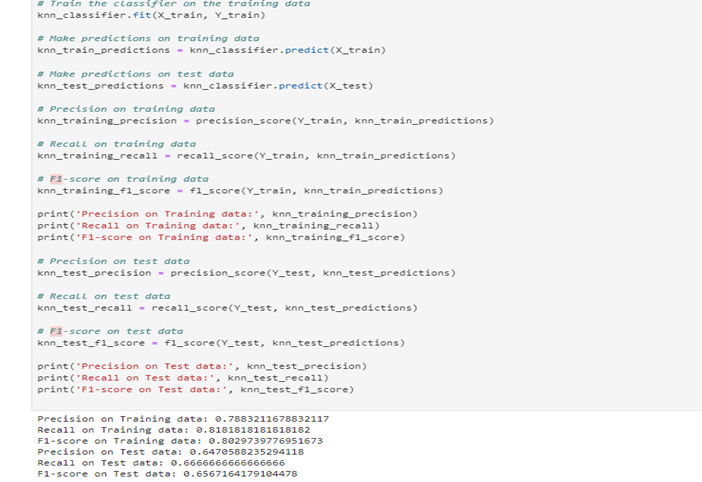 # Train the classifier on the training data
knn_classifier.fit(X_train, Y_train)
# Make predictions on training data
knn_train_predictions = knn_classifier.predict(X_train)
# Make predictions on test data
knn_test_predictions = knn_classifier.predict(X_test)
# Precision on training data
knn_training_precision = precision_score(Y_train, knn_train_predictions)
# Recall on training data
knn_training_recall = recall_score(Y_train, knn_train_predictions)
# F1-score on training data
knn_training_f1_score = f1_score(Y_train, knn_train_predictions)
print('Precision on Training data:', knn_training_precision)
print('Recall on Training data:', knn_training_recall)
print('F1-score on Training data:', knn_training_f1_score)
# Precision on test data
knn_test_precision = precision_score(Y_test, knn_test_predictions)
# Recall on test data
knn_test_recall = recall_score(Y_test, knn_test_predictions)
# F1-score on test data
knn_test_f1_score = f1_score(Y_test, knn_test_predictions)
print('Precision on Test data:', knn_test_precision)
print('Recall on Test data:', knn_test_recall)
print('F1-score on Test data:', knn_test_f1_score)
Precision on Training data: 0.7883211678832117
Recall on Training data: 0.8181818181818182
F1-score on Training data: 0.8029739776951673
Precision on Test data: 0.6470588235294118
Recall on Test data: 0.6666666666666666
F1-score on Test data: 0.6567164179104478